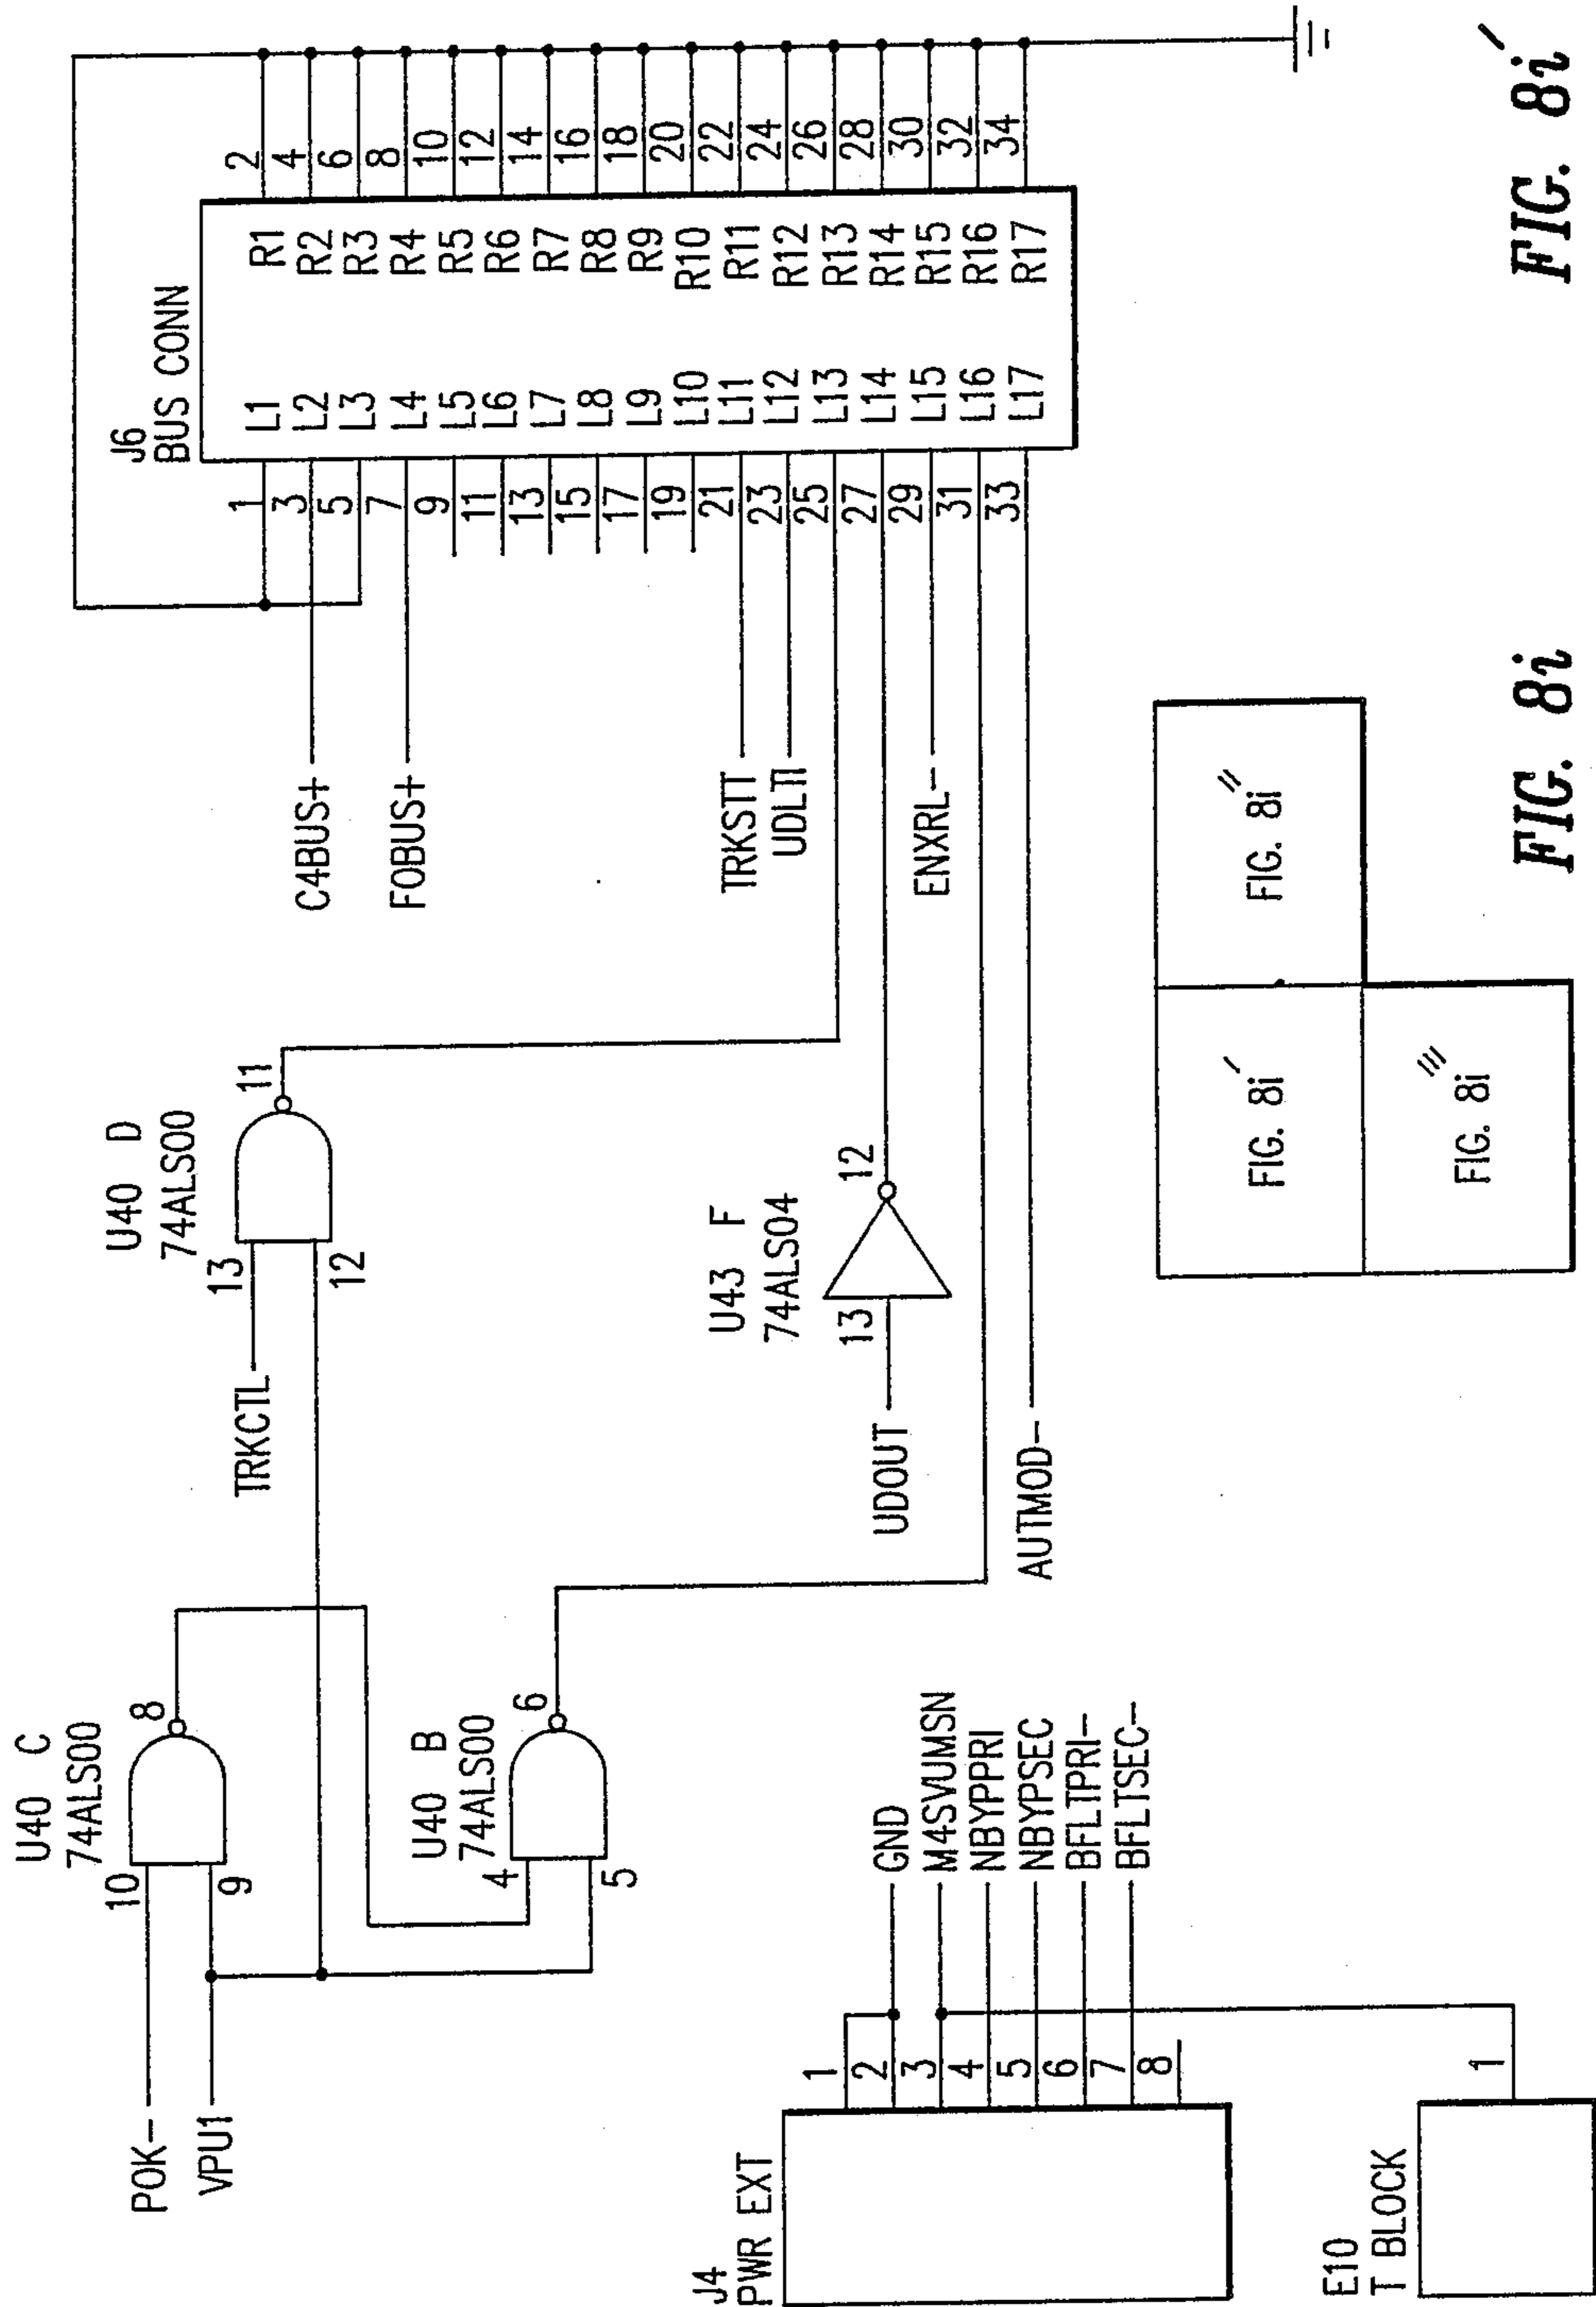 POK-
VPU1
U40 C
74ALS00
10
9
8
U40 B
74ALS00
4
5
6
TRKCTL
U40 D
74ALS00
13
12
11
U43 F
74ALS04
UDOUT
13
12
AUTMOD-
C4BUS+
FOBUS+
TRKSTT
UDLTI
ENXRL-
J6
BUS CONN
1 L1 R1 2
3 L2 R2 4
5 L3 R3 6
7 L4 R4 8
9 L5 R5 10
11 L6 R6 12
13 L7 R7 14
15 L8 R8 16
17 L9 R9 18
19 L10 R10 20
21 L11 R11 22
23 L12 R12 24
25 L13 R13 26
27 L14 R14 28
29 L15 R15 30
31 L16 R16 32
33 L17 R17 34
J4
PWR EXT
1
2 GND
3 M4SVUMSN
4 NBYPPRI
5 NBYPSEC
6 BFLTPRI-
7 BFLTSEC-
8
E10
T BLOCK
1
FIG. 8i′
FIG. 8i″
FIG. 8i‴
FIG. 8i
FIG. 8i′